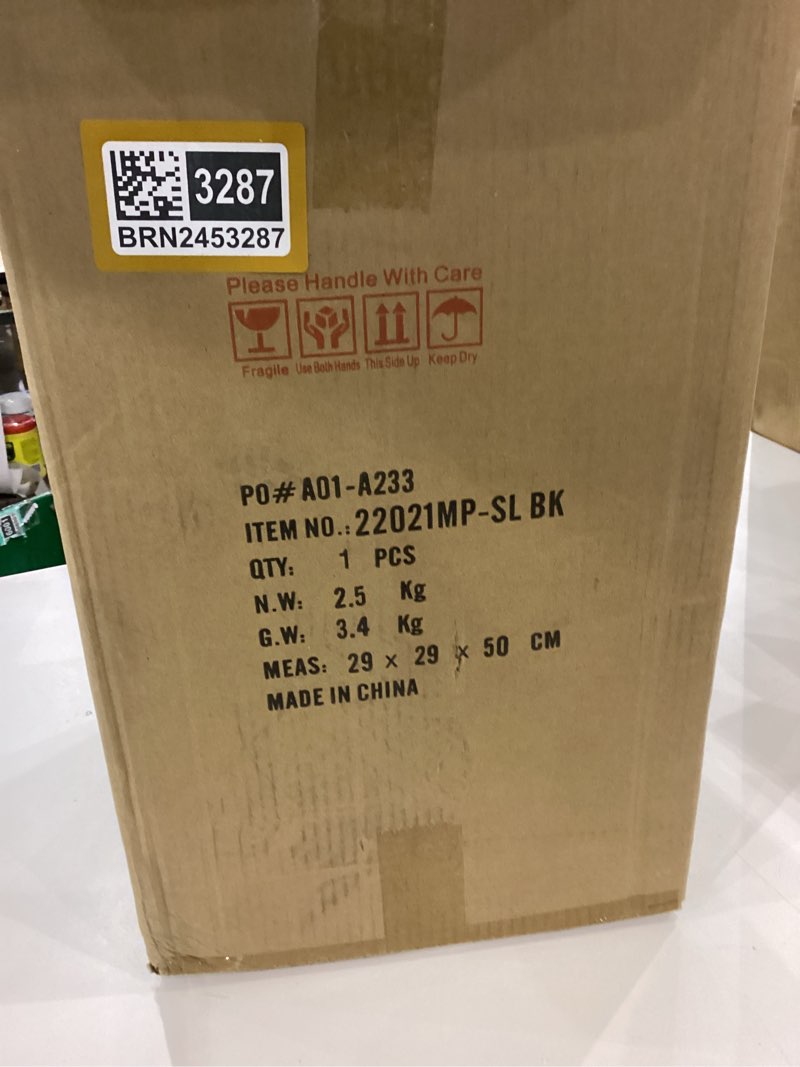 3287
BRN2453287
Please Handle With Care
Fragile Use Both Hands This Side Up Keep Dry
PO# A01-A233
ITEM NO.: 22021MP-SL BK
QTY: 1 PCS
N.W: 2.5 Kg
G.W: 3.4 Kg
MEAS: 29 x 29 x 50 CM
MADE IN CHINA